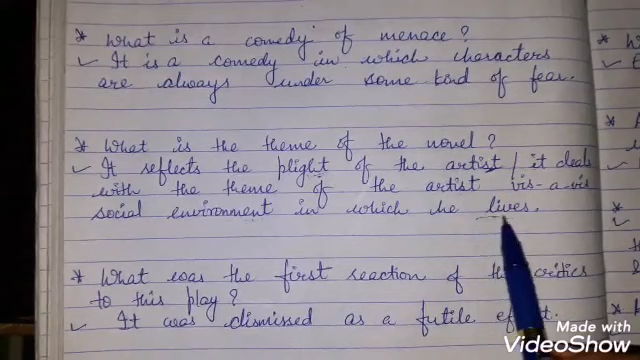 * What is a comedy of menace?
✓ It is a comedy in which characters
are always under some kind of fear.
* What is the theme of the novel?
✓ It reflects the plight of the artist / it deals
with the theme of the artist vis-a-vis
social environment in which he lives.
* What was the first reaction of the critics
to this play?
✓ It was dismissed as a futile effort.
Made with
VideoShow